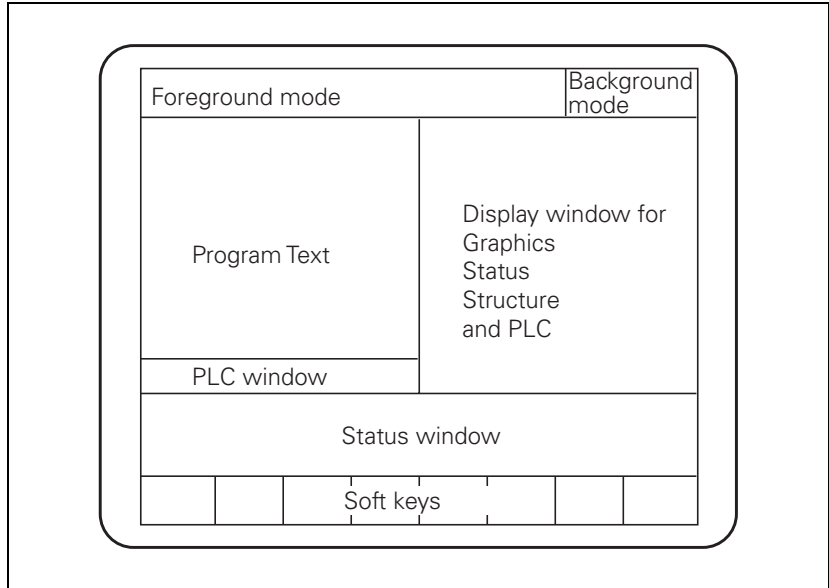 Foreground mode
Background
mode
Program Text
Display window for
Graphics
Status
Structure
and PLC
PLC window
Status window
Soft keys